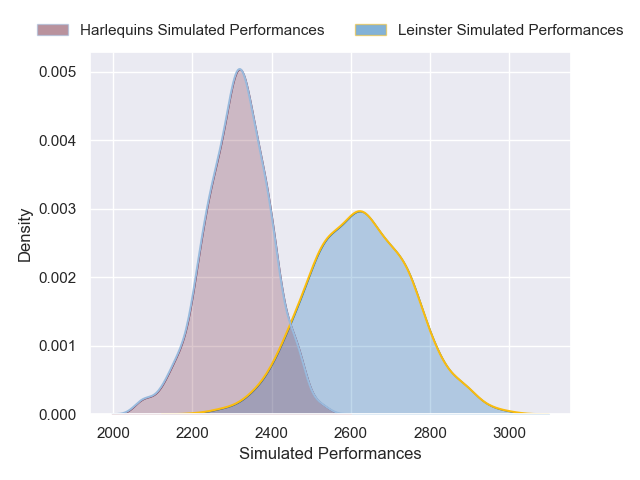 Harlequins Simulated Performances Leinster Simulated Performances
0.005
0.004
0.003
0.002
0.001
0.000
Density
2000 2200 2400 2600 2800 3000
Simulated Performances